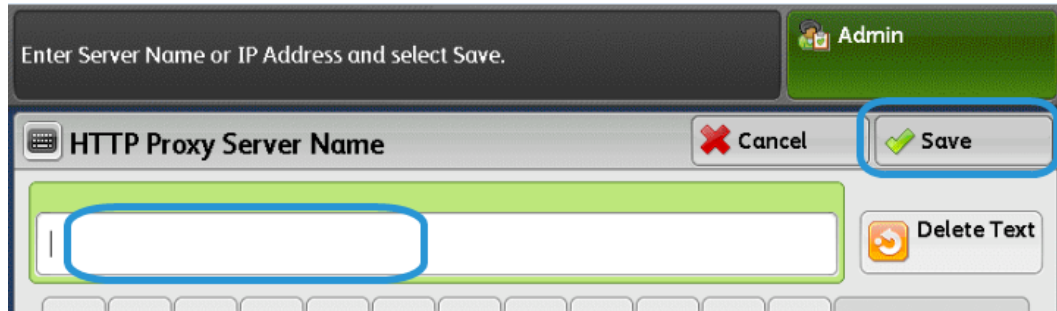 Enter Server Name or IP Address and select Save.
Admin
HTTP Proxy Server Name
Cancel
Save
Delete Text